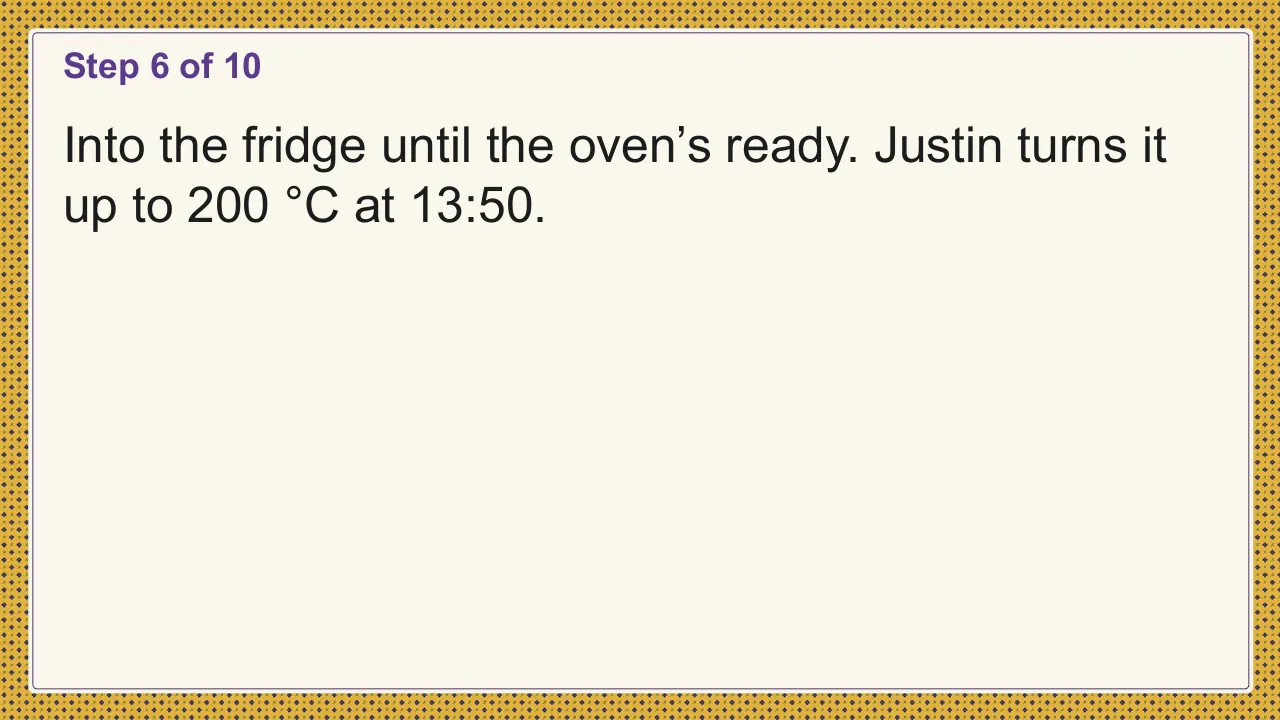 Step 6 of 10
Into the fridge until the oven’s ready. Justin turns it
up to 200 °C at 13:50.